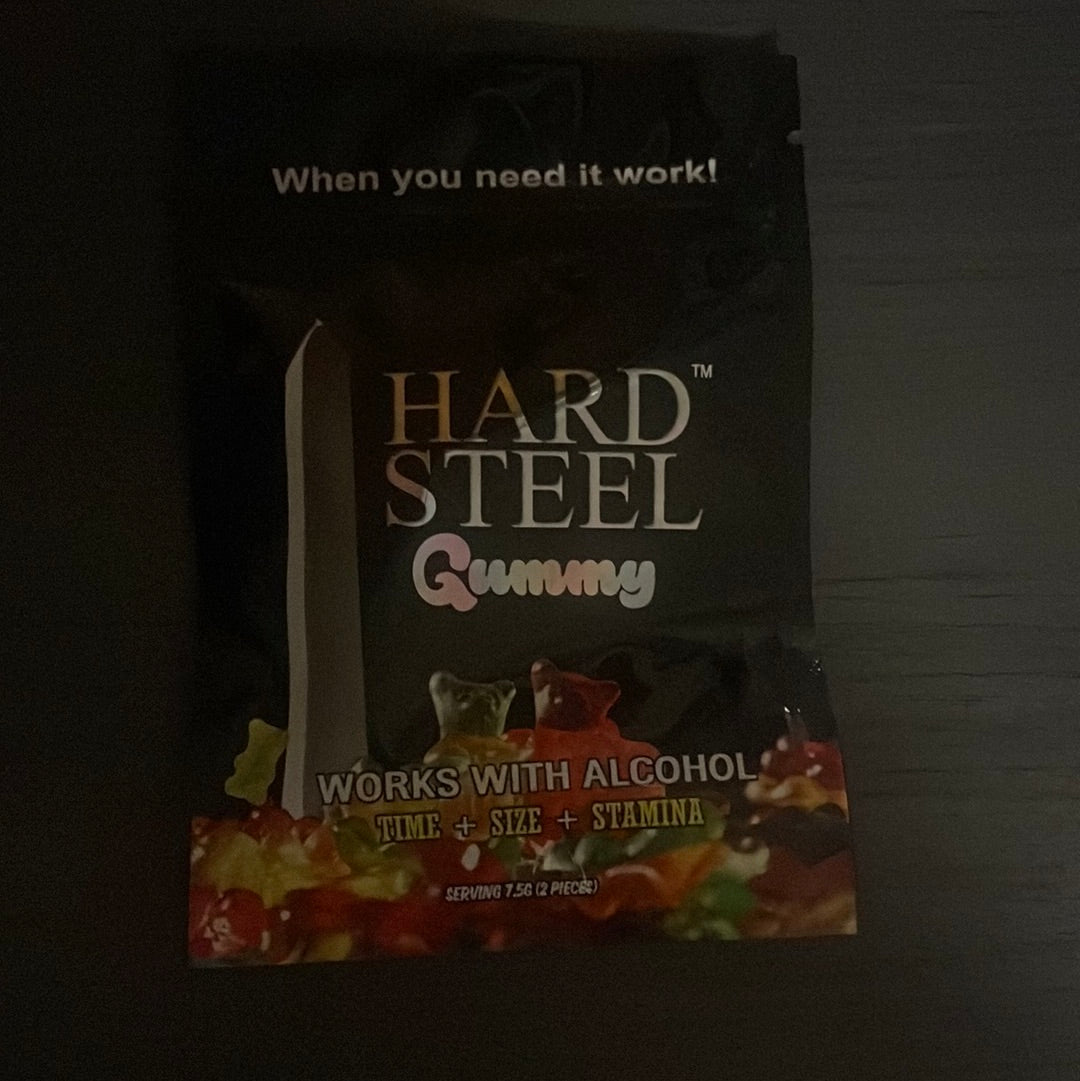 When you need it work!
HARD™
STEEL
Gummy
WORKS WITH ALCOHOL
TIME + SIZE + STAMINA
SERVING 7.5G (2 PIECES)